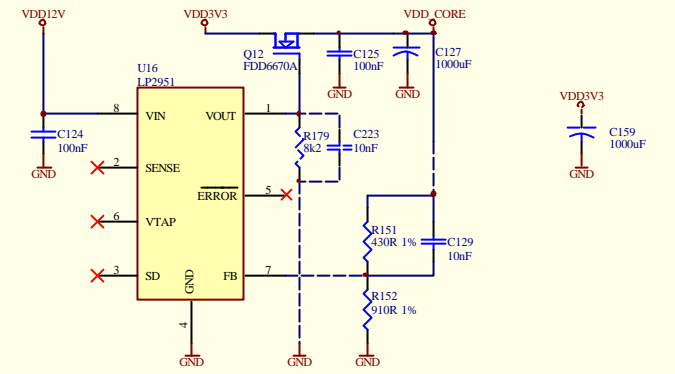 VDD12V
VDD3V3
VDD_CORE
Q12
FDD6670A
C125
100nF
C127
1000uF
GND
GND
U16
LP2951
8
VIN
VOUT
1
C124
100nF
GND
2
SENSE
R179
8k2
C223
10nF
ERROR
5
6
VTAP
3
SD
GND
FB
7
4
R151
430R 1%
C129
10nF
R152
910R 1%
GND
GND
GND
VDD3V3
C159
1000uF
GND